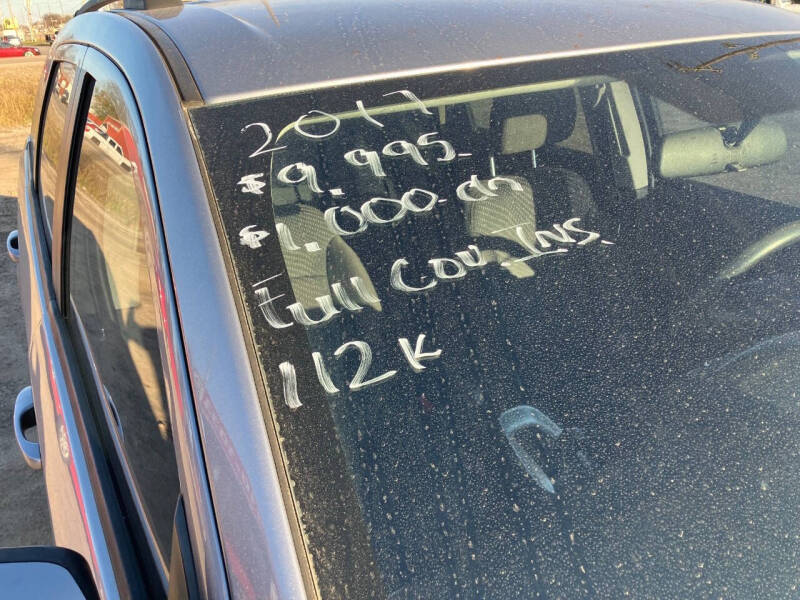 2017
$9.995.
$1.000-dn
Full Cov. Ins.
112K